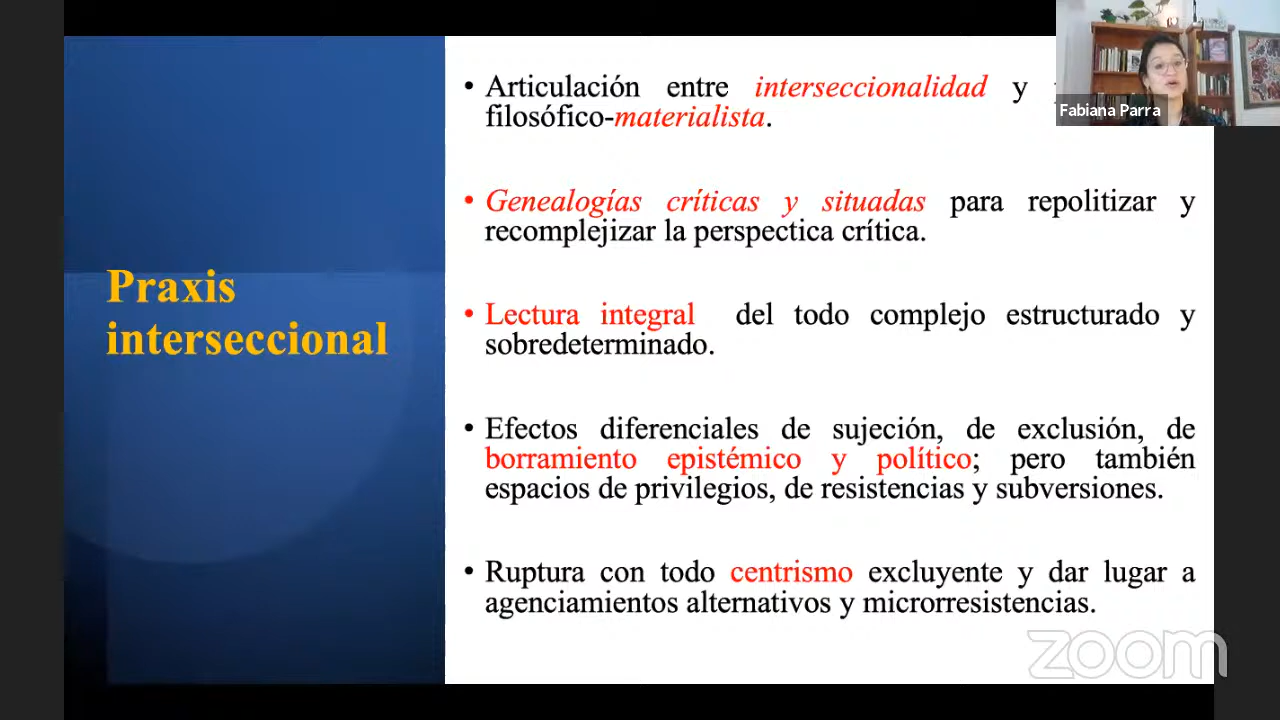 Praxis
interseccional
• Articulación entre interseccionalidad y
filosófico-materialista.
• Genealogías críticas y situadas para repolitizar y
recomplejizar la perspectica crítica.
• Lectura integral del todo complejo estructurado y
sobredeterminado.
• Efectos diferenciales de sujeción, de exclusión, de
borramiento epistémico y político; pero también
espacios de privilegios, de resistencias y subversiones.
• Ruptura con todo centrismo excluyente y dar lugar a
agenciamientos alternativos y microrresistencias.
Fabiana Parra
zoom